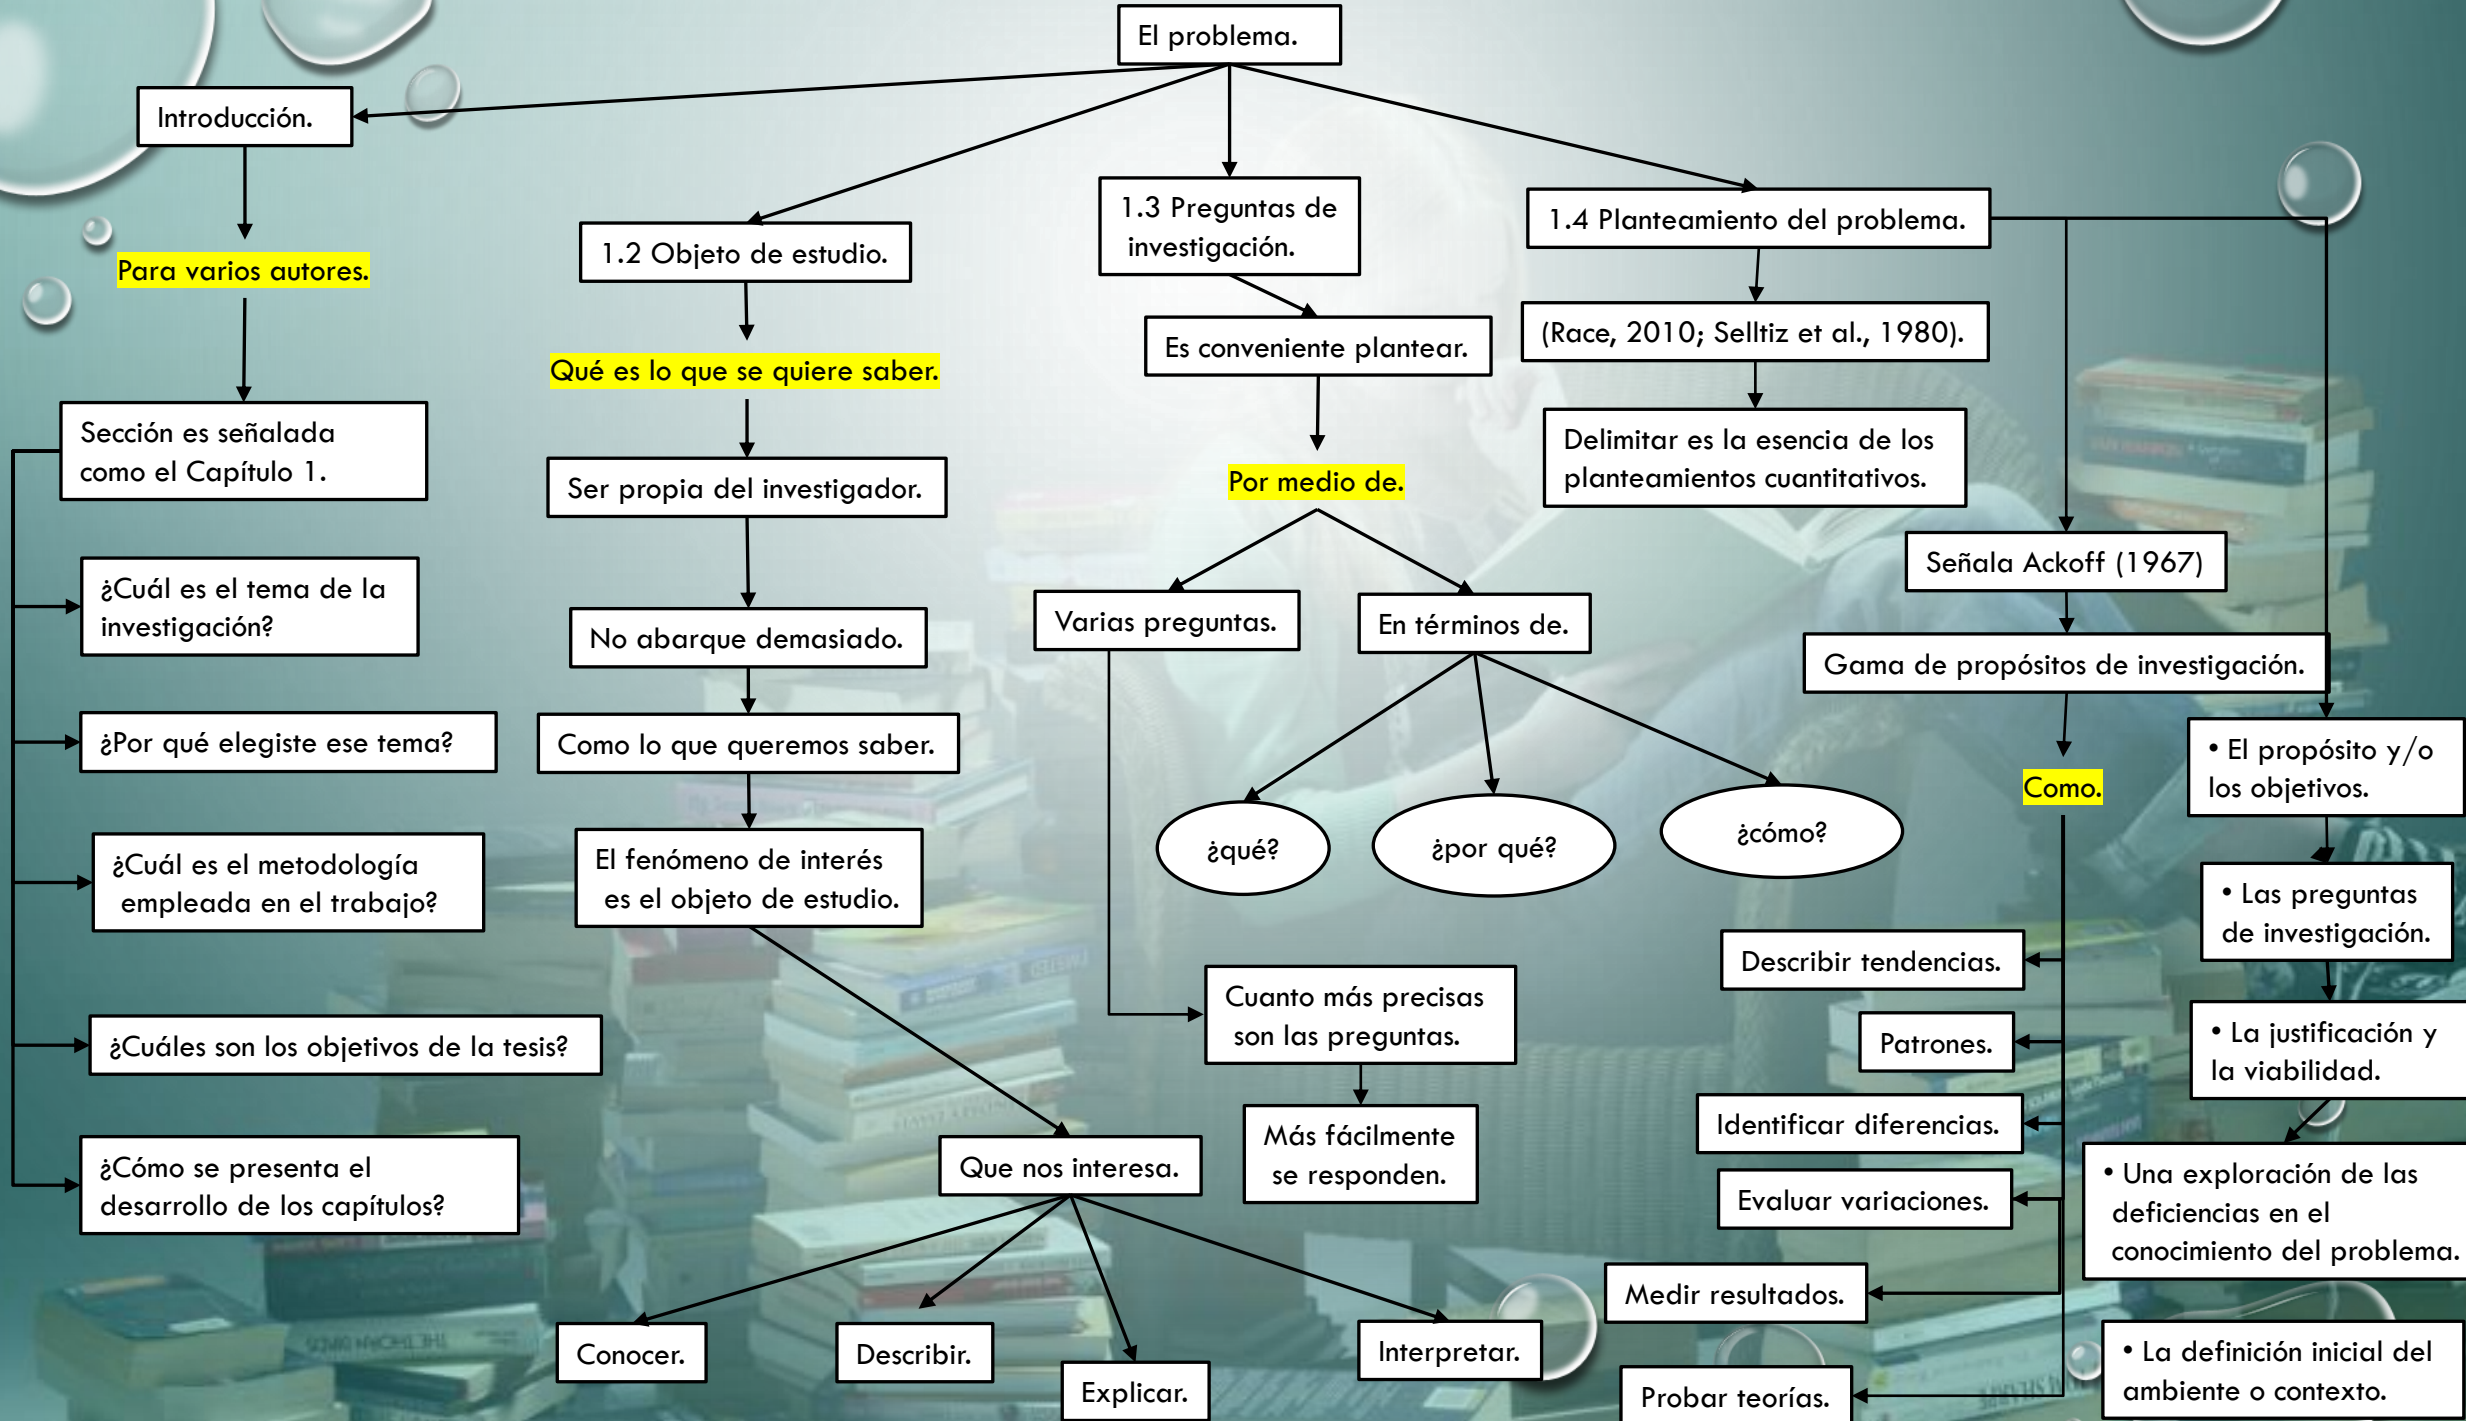 El problema.
Introducción.
Para varios autores.
Sección es señalada
como el Capítulo 1.
¿Cuál es el tema de la
investigación?
¿Por qué elegiste ese tema?
¿Cuál es el metodología
empleada en el trabajo?
¿Cuáles son los objetivos de la tesis?
¿Cómo se presenta el
desarrollo de los capítulos?
1.2 Objeto de estudio.
Qué es lo que se quiere saber.
Ser propia del investigador.
No abarque demasiado.
Como lo que queremos saber.
El fenómeno de interés
es el objeto de estudio.
Que nos interesa.
Conocer.
Describir.
Explicar.
Interpretar.
1.3 Preguntas de
investigación.
Es conveniente plantear.
Por medio de.
Varias preguntas.
En términos de.
¿qué?
¿por qué?
¿cómo?
Cuanto más precisas
son las preguntas.
Más fácilmente
se responden.
1.4 Planteamiento del problema.
(Race, 2010; Selltiz et al., 1980).
Delimitar es la esencia de los
planteamientos cuantitativos.
Señala Ackoff (1967)
Gama de propósitos de investigación.
Como.
Describir tendencias.
Patrones.
Identificar diferencias.
Evaluar variaciones.
Medir resultados.
Probar teorías.
• El propósito y/o
los objetivos.
• Las preguntas
de investigación.
• La justificación y
la viabilidad.
• Una exploración de las
deficiencias en el
conocimiento del problema.
• La definición inicial del
ambiente o contexto.